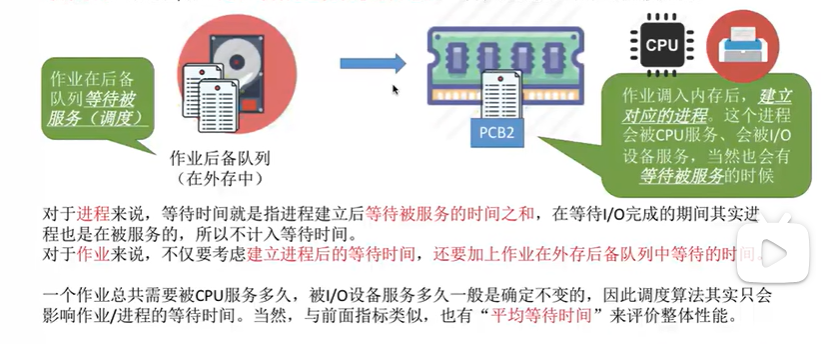 作业在后备
队列等待被
服务（调度）
作业后备队列
（在外存中）
PCB2
CPU
作业调入内存后，建立
对应的进程。这个进程
会被CPU服务、会被I/O
设备服务，当然也会有
等待被服务的时候
对于进程来说，等待时间就是指进程建立后等待被服务的时间之和，在等待I/O完成的期间其实进
程也是在被服务的，所以不计入等待时间。
对于作业来说，不仅要考虑建立进程后的等待时间，还要加上作业在外存后备队列中等待的时间。
一个作业总共需要被CPU服务多久，被I/O设备服务多久一般是确定不变的，因此调度算法其实只会
影响作业/进程的等待时间。当然，与前面指标类似，也有“平均等待时间”来评价整体性能。